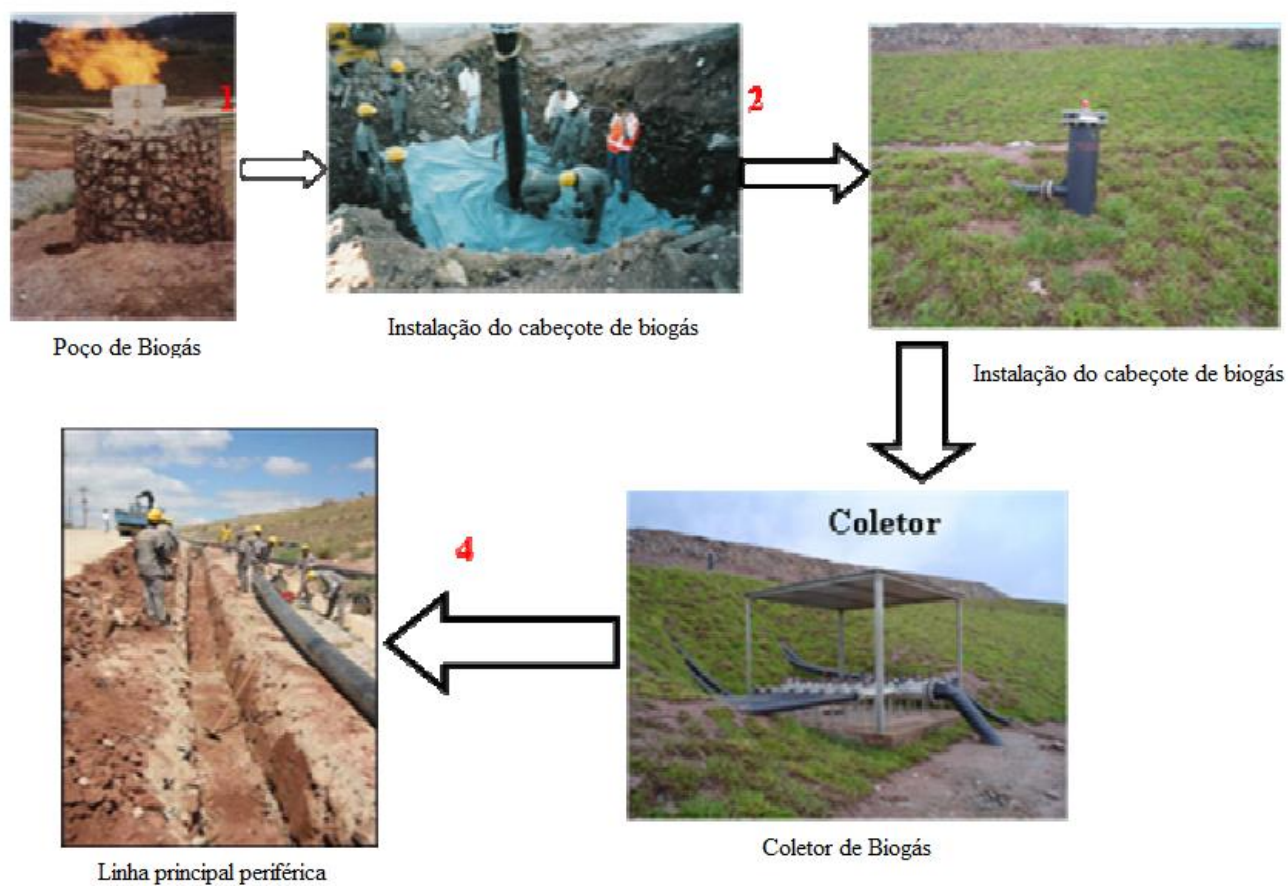 1
2
Poço de Biogás
Instalação do cabeçote de biogás
Instalação do cabeçote de biogás
4
Coletor
Coletor de Biogás
Linha principal periférica